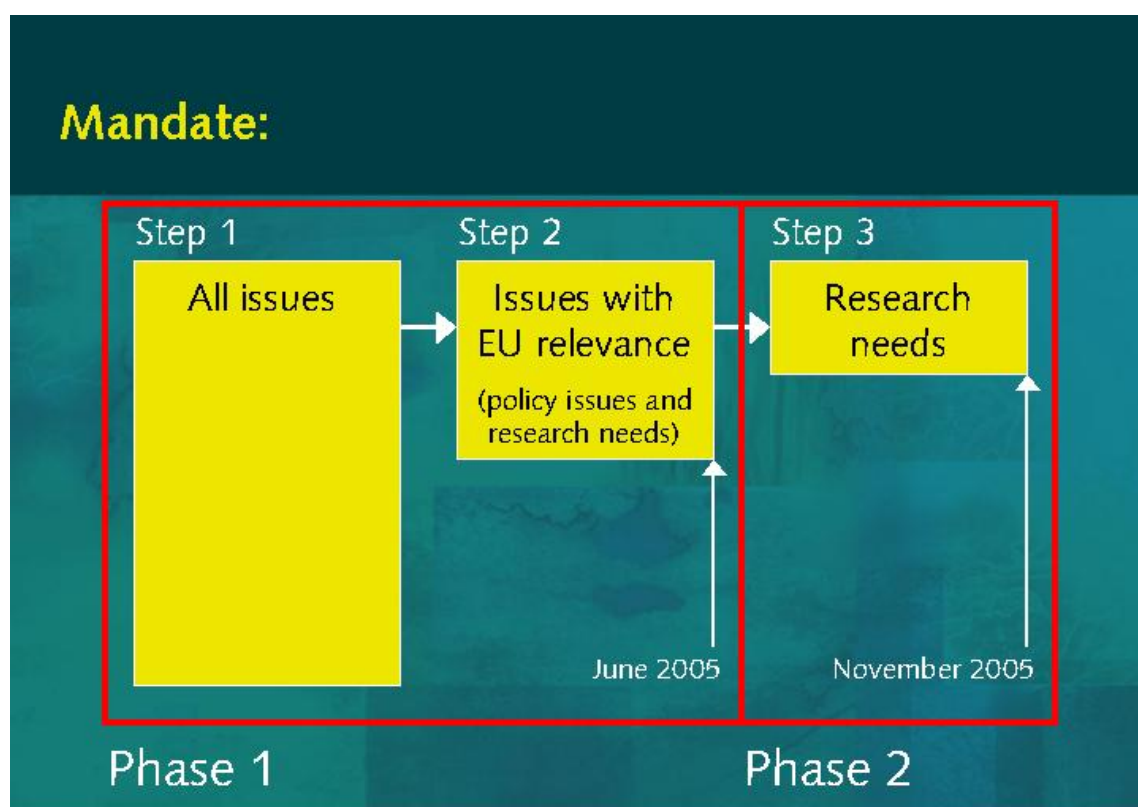 Mandate:
Step 1
All issues
Step 2
Issues with
EU relevance
(policy issues and
research needs)
Step 3
Research
needs
June 2005
November 2005
Phase 1
Phase 2